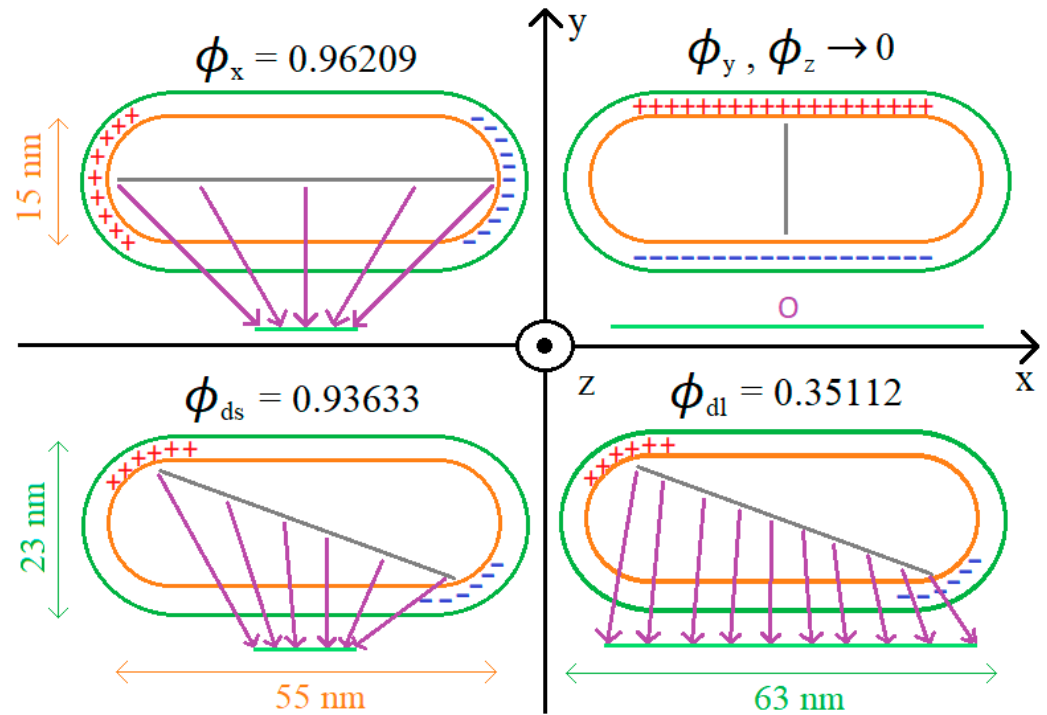 y
ϕx = 0.96209
ϕy , ϕz → 0
+++++++++++++++++++
15 nm
-----------------
O
z
x
ϕds = 0.93633
ϕdl = 0.35112
23 nm
55 nm
63 nm